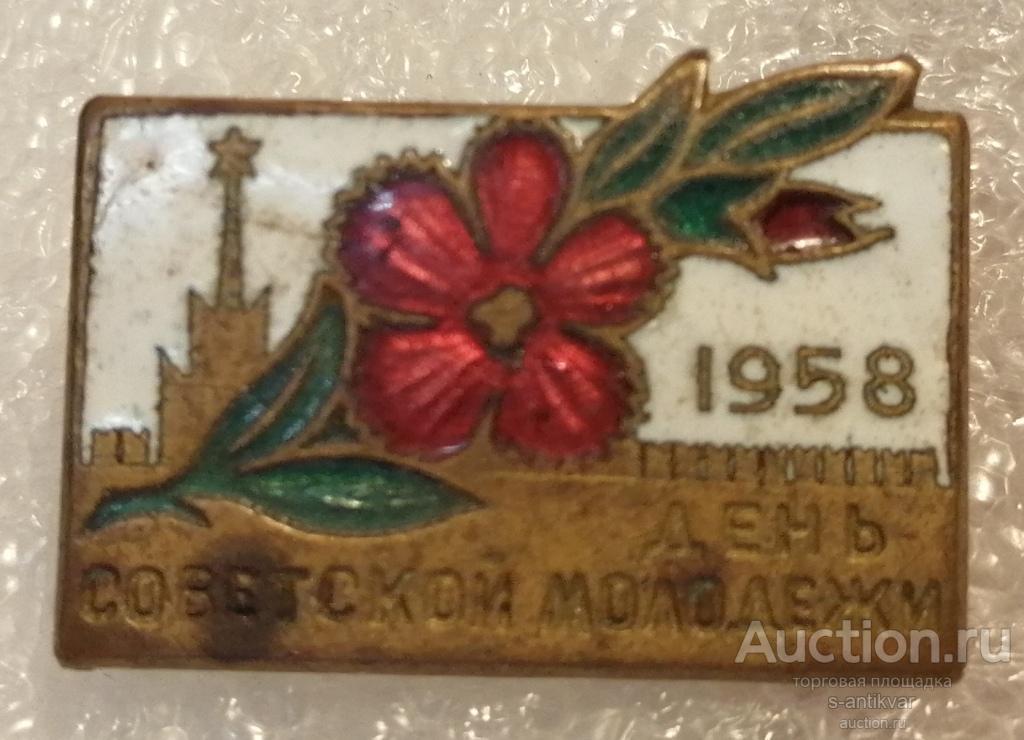 1958
ДЕНЬ
СОВЕТСКОЙ МОЛОДЕЖИ
Auction.ru
торговая площадка
s-antikvar
auction.ru